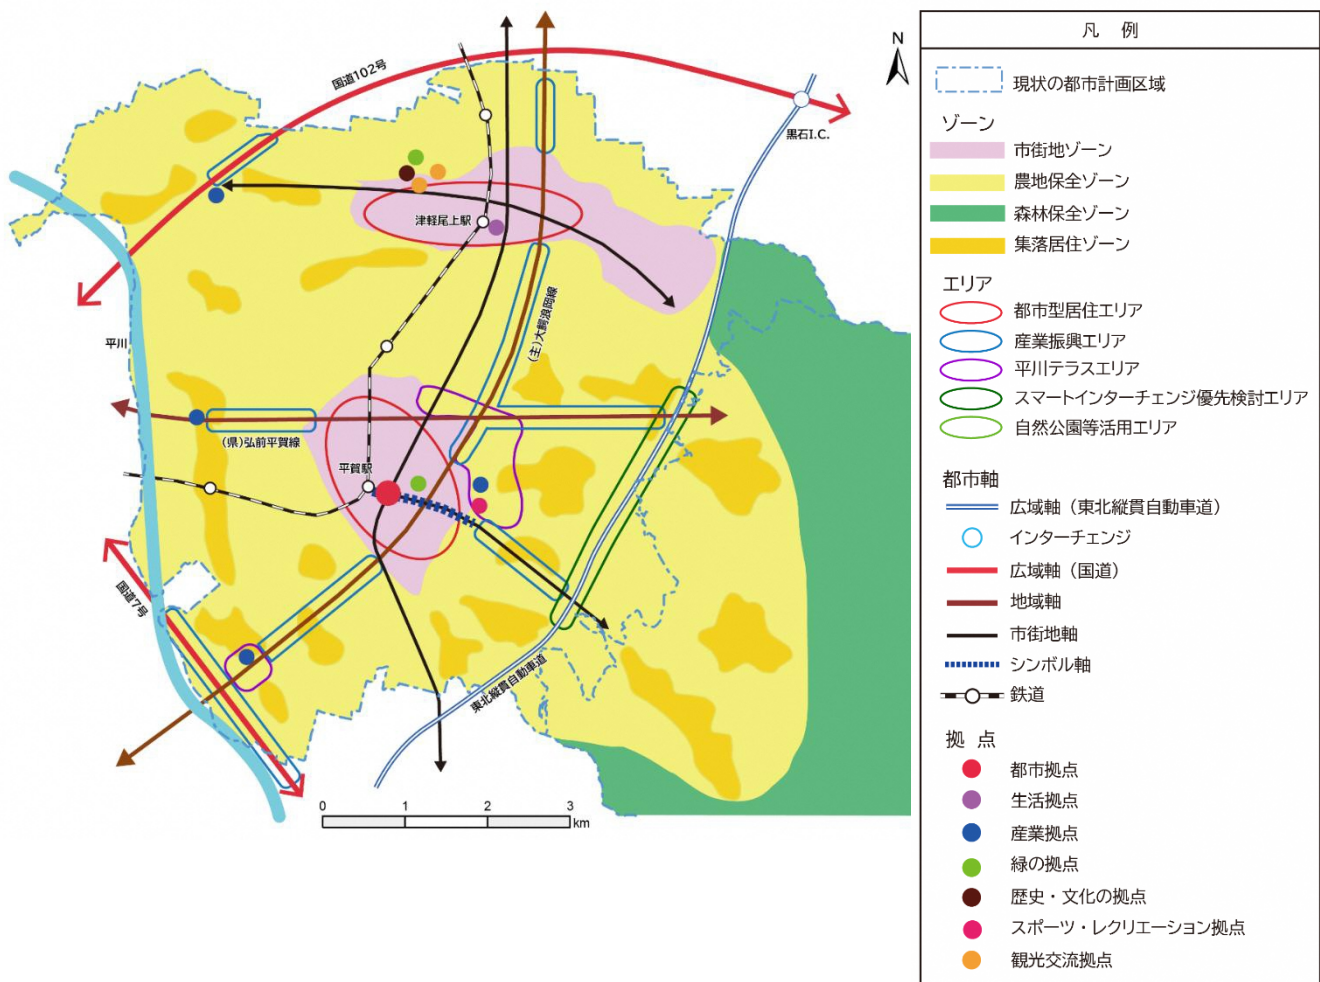 国道102号
N
黒石I.C.
津軽尾上駅
(主)大鰐浪岡線
平川
(県)弘前平賀線
平賀駅
国道7号
東北縦貫自動車道
0 1 2 3
km
凡 例
現状の都市計画区域
ゾーン
市街地ゾーン
農地保全ゾーン
森林保全ゾーン
集落居住ゾーン
エリア
都市型居住エリア
産業振興エリア
平川テラスエリア
スマートインターチェンジ優先検討エリア
自然公園等活用エリア
都市軸
広域軸（東北縦貫自動車道）
インターチェンジ
広域軸（国道）
地域軸
市街地軸
シンボル軸
鉄道
拠 点
都市拠点
生活拠点
産業拠点
緑の拠点
歴史・文化の拠点
スポーツ・レクリエーション拠点
観光交流拠点